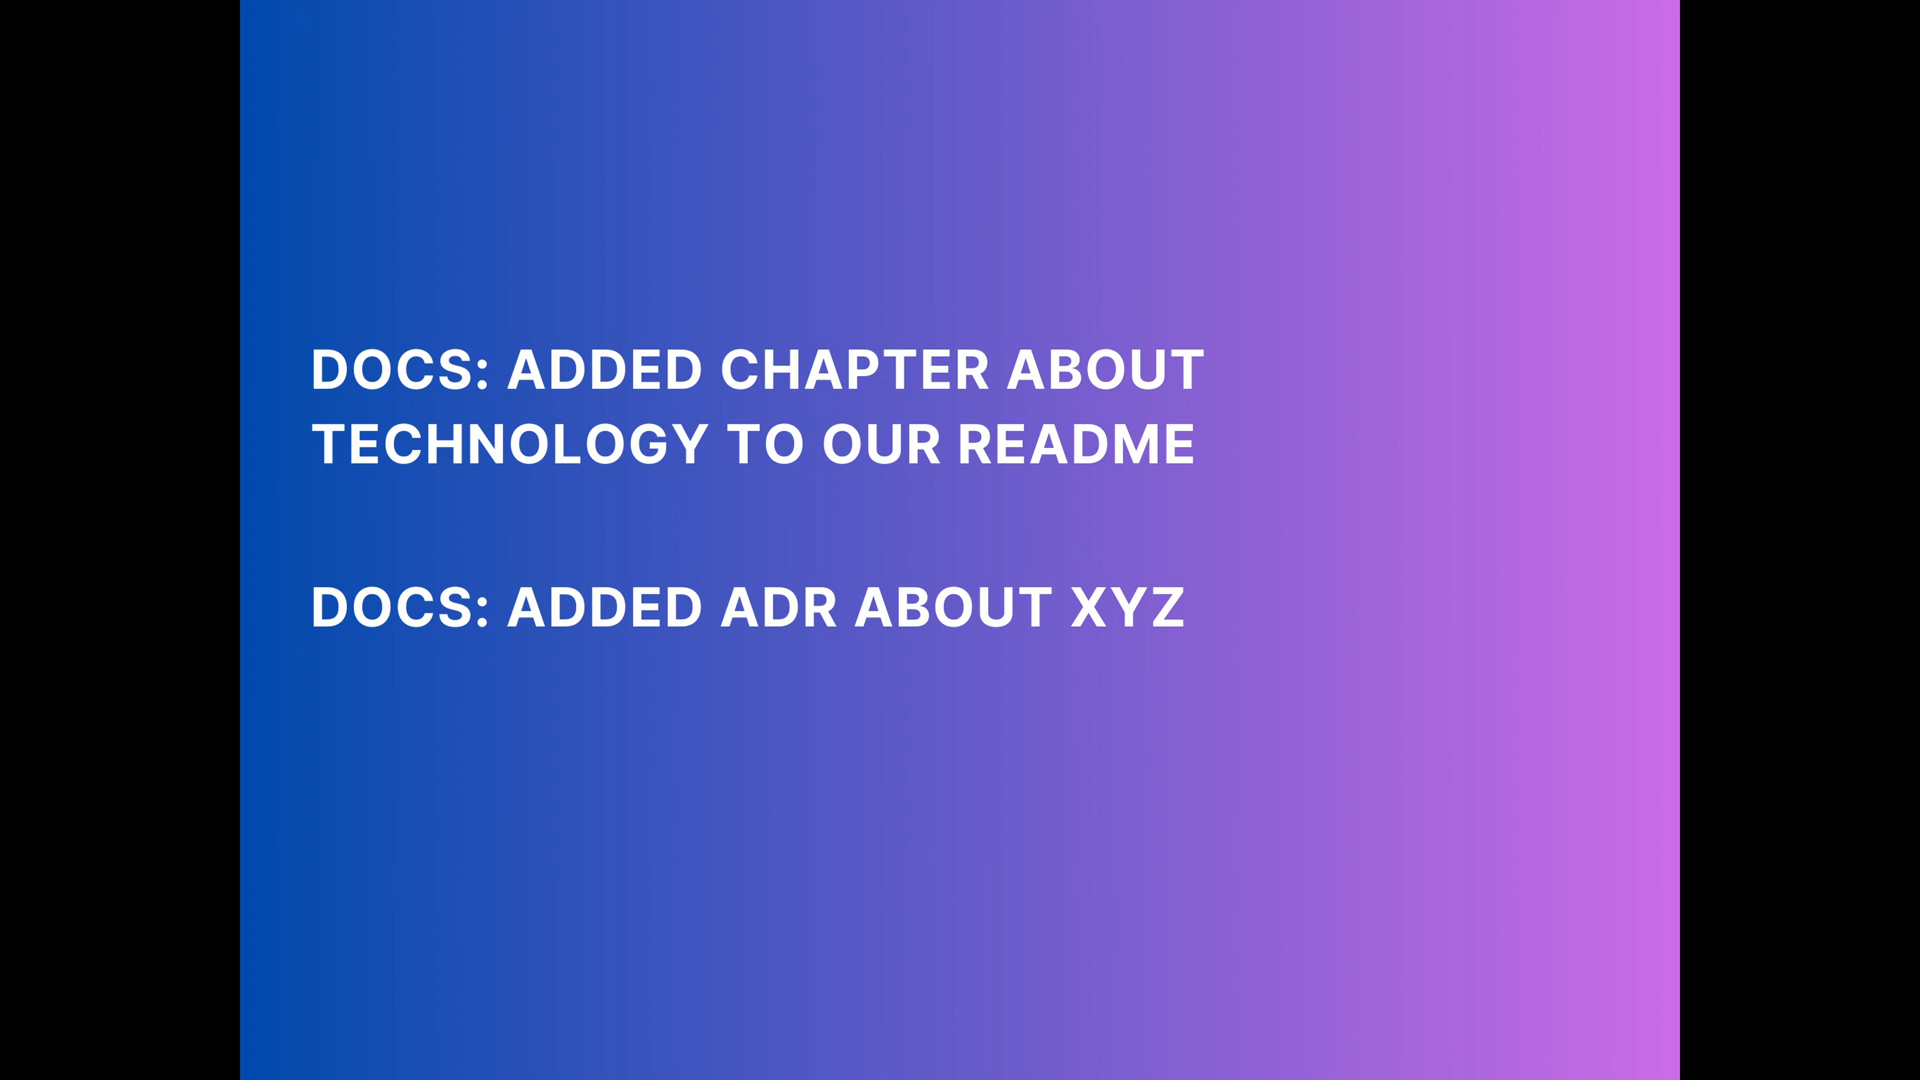 DOCS: ADDED CHAPTER ABOUT
TECHNOLOGY TO OUR README
DOCS: ADDED ADR ABOUT XYZ